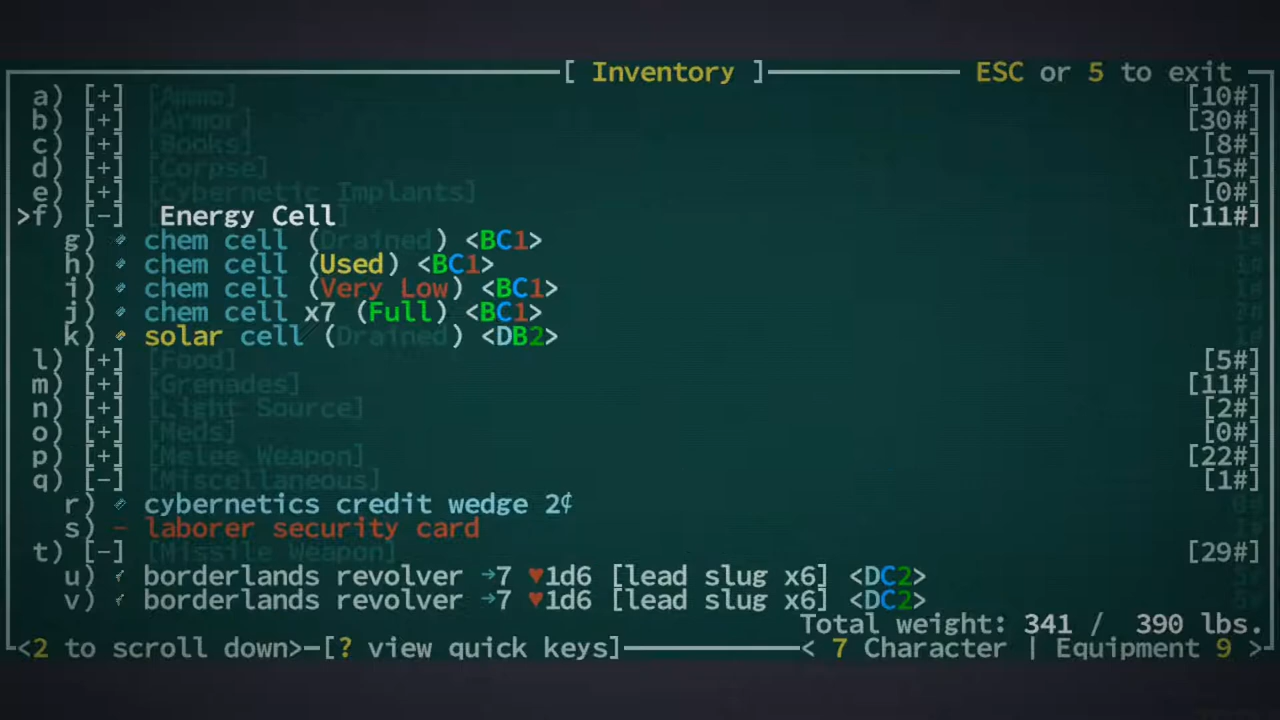 [ Inventory ] ESC or 5 to exit
a) [+] [Ammo] [10#]
b) [+] [Armor] [30#]
c) [+] [Books] [8#]
d) [+] [Corpse] [15#]
e) [+] [Cybernetic Implants] [0#]
>f) [-] Energy Cell [11#]
g) chem cell (Drained) <BC1>
h) chem cell (Used) <BC1>
i) chem cell (Very Low) <BC1>
j) chem cell x7 (Full) <BC1>
k) solar cell (Drained) <DB2>
l) [+] [Food] [5#]
m) [+] [Grenades] [11#]
n) [+] [Light Source] [2#]
o) [+] [Meds] [0#]
p) [+] [Melee Weapon] [22#]
q) [-] [Miscellaneous] [1#]
r) cybernetics credit wedge 2¢
s) - laborer security card
t) [-] [Missile Weapon] [29#]
u) borderlands revolver →7 ♥1d6 [lead slug x6] <DC2>
v) borderlands revolver →7 ♥1d6 [lead slug x6] <DC2>
Total weight: 341 / 390 lbs.
<2 to scroll down> [? view quick keys] < 7 Character | Equipment 9 >